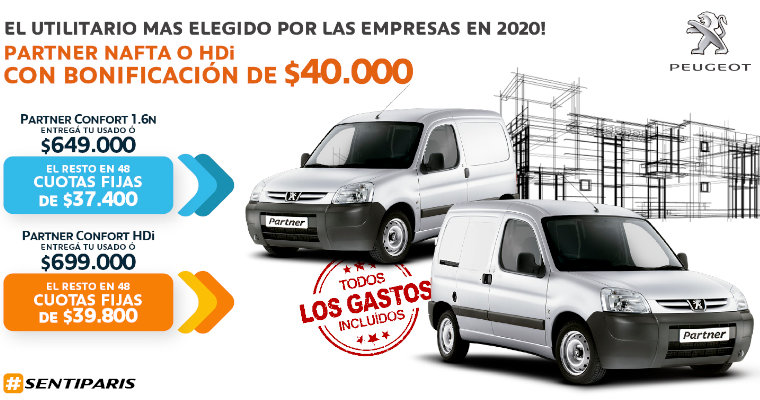 EL UTILITARIO MAS ELEGIDO POR LAS EMPRESAS EN 2020!
PARTNER NAFTA O HDi
CON BONIFICACIÓN DE $40.000
PEUGEOT
PARTNER CONFORT 1.6N
ENTREGÁ TU USADO Ó
$649.000
EL RESTO EN 48
CUOTAS FIJAS
DE $37.400
PARTNER CONFORT HDi
ENTREGÁ TU USADO Ó
$699.000
EL RESTO EN 48
CUOTAS FIJAS
DE $39.800
Partner
Partner
TODOS
LOS GASTOS
INCLUÍDOS
#SENTIPARIS